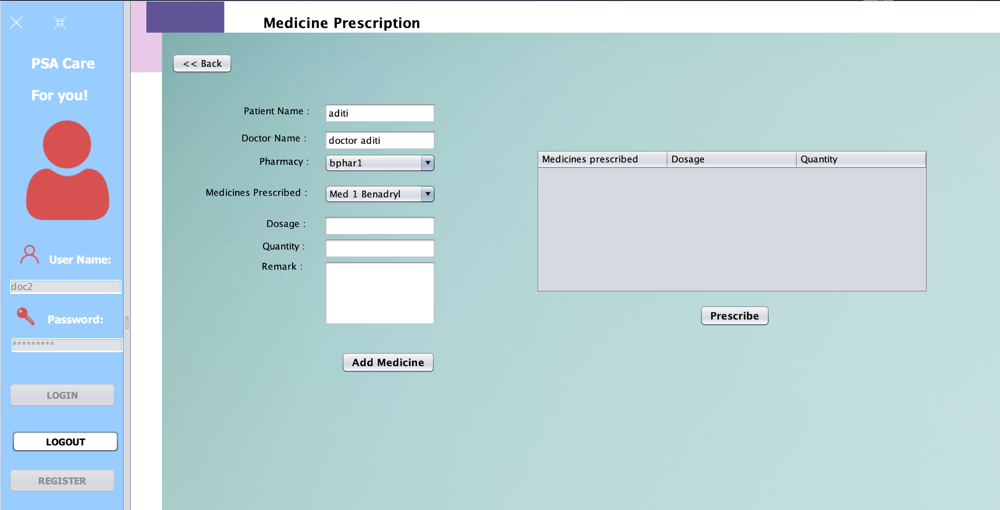 PSA Care
For you!
User Name:
doc2
Password:
*********
LOGIN
LOGOUT
REGISTER
Medicine Prescription
<< Back
Patient Name : aditi
Doctor Name : doctor aditi
Pharmacy : bphar1
Medicines Prescribed : Med 1 Benadryl
Dosage :
Quantity :
Remark :
Add Medicine
Medicines prescribed Dosage Quantity
Prescribe